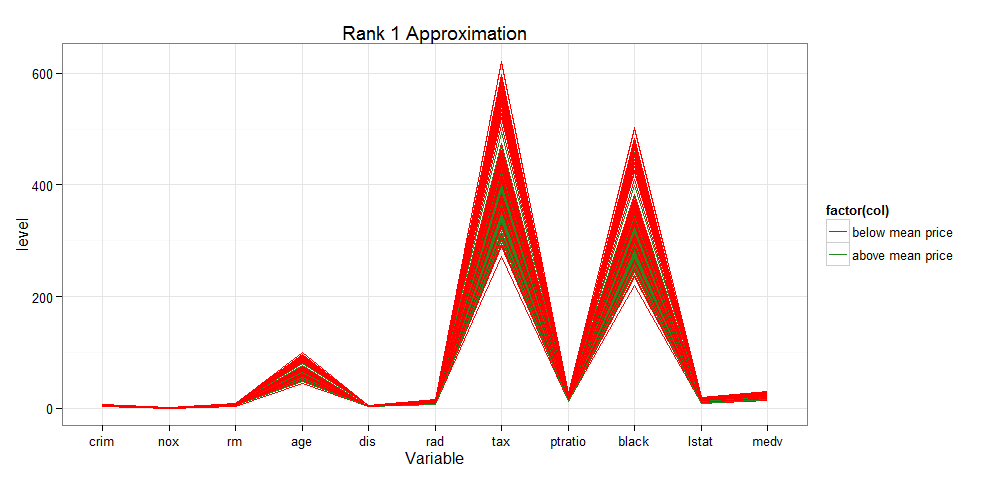 Rank 1 Approximation
level
600
400
200
0
crim nox rm age dis rad tax ptratio black lstat medv
Variable
factor(col)
below mean price
above mean price